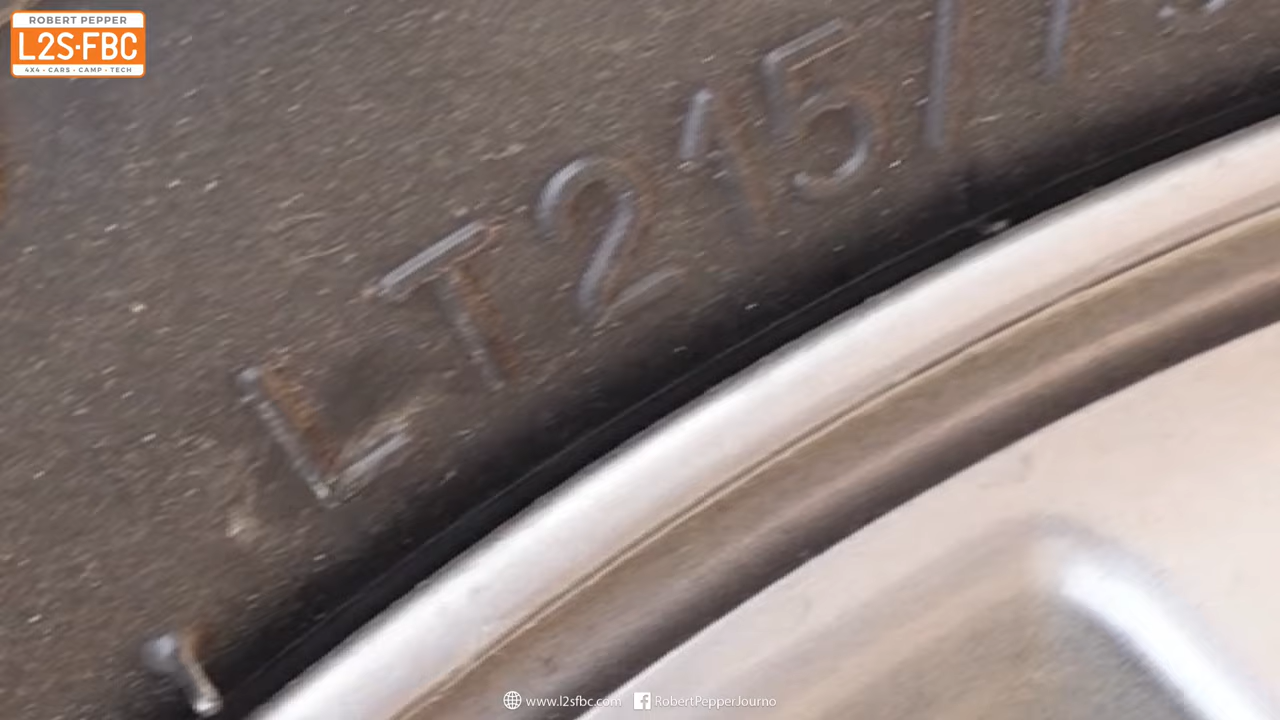 ROBERT PEPPER
L2S·FBC
4X4 • CARS • CAMP • TECH
LT215/
www.l2sfbc.com RobertPepperJourno